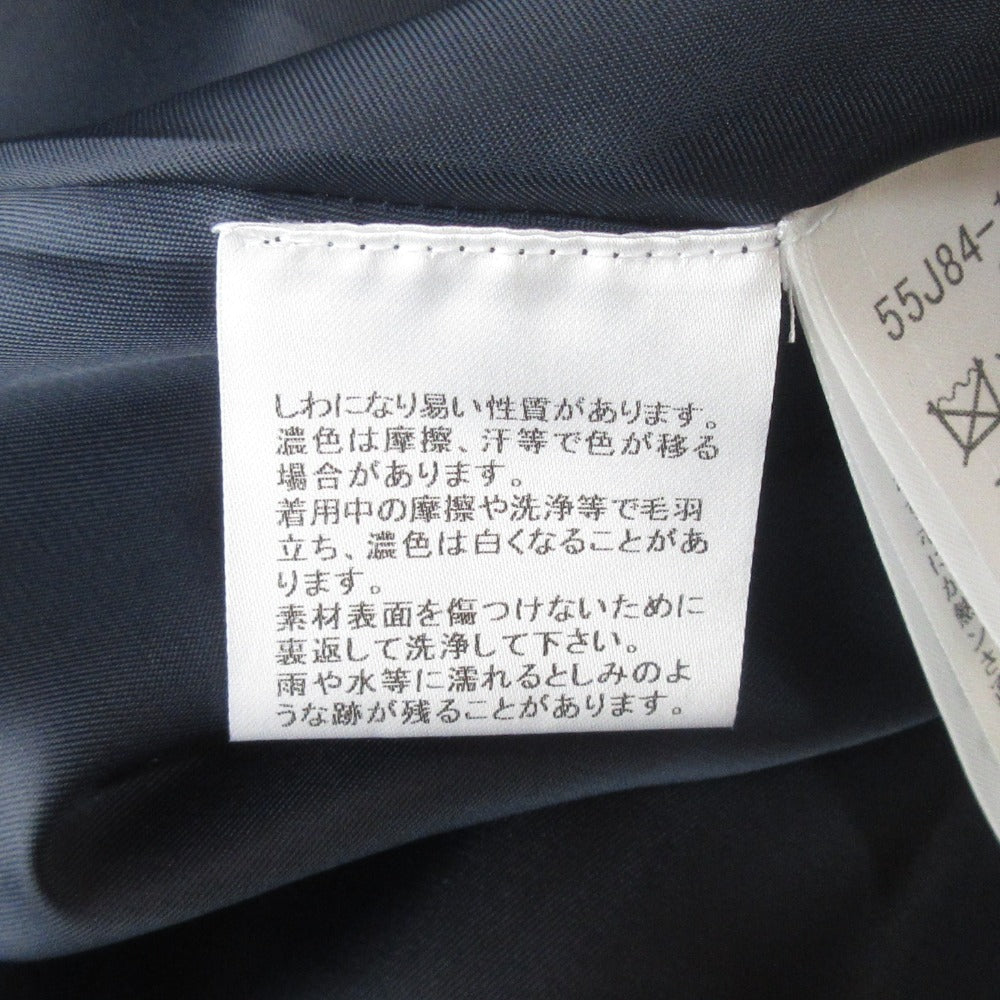 しわになり易い性質があります。
濃色は摩擦、汗等で色が移る
場合があります。
着用中の摩擦や洗浄等で毛羽
立ち、濃色は白くなることがあ
ります。
素材表面を傷つけないために
裏返して洗浄して下さい。
雨や水等に濡れるとしみのよ
うな跡が残ることがあります。
55J84-